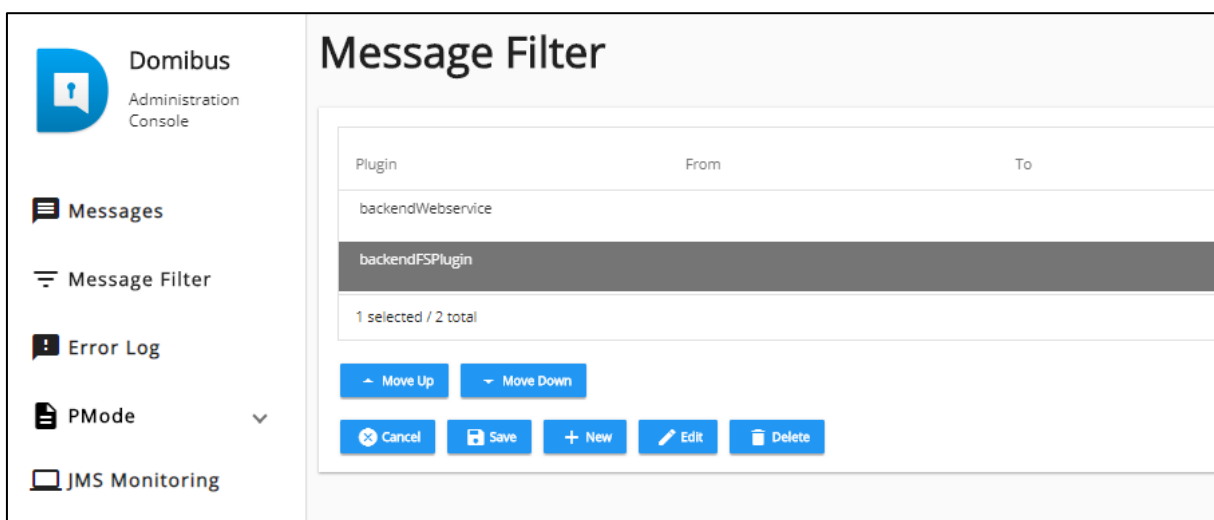 Domibus
Administration
Console
Messages
Message Filter
Error Log
PMode
JMS Monitoring
Message Filter
Plugin From To
backendWebservice
backendFSPlugin
1 selected / 2 total
Move Up Move Down
Cancel Save New Edit Delete